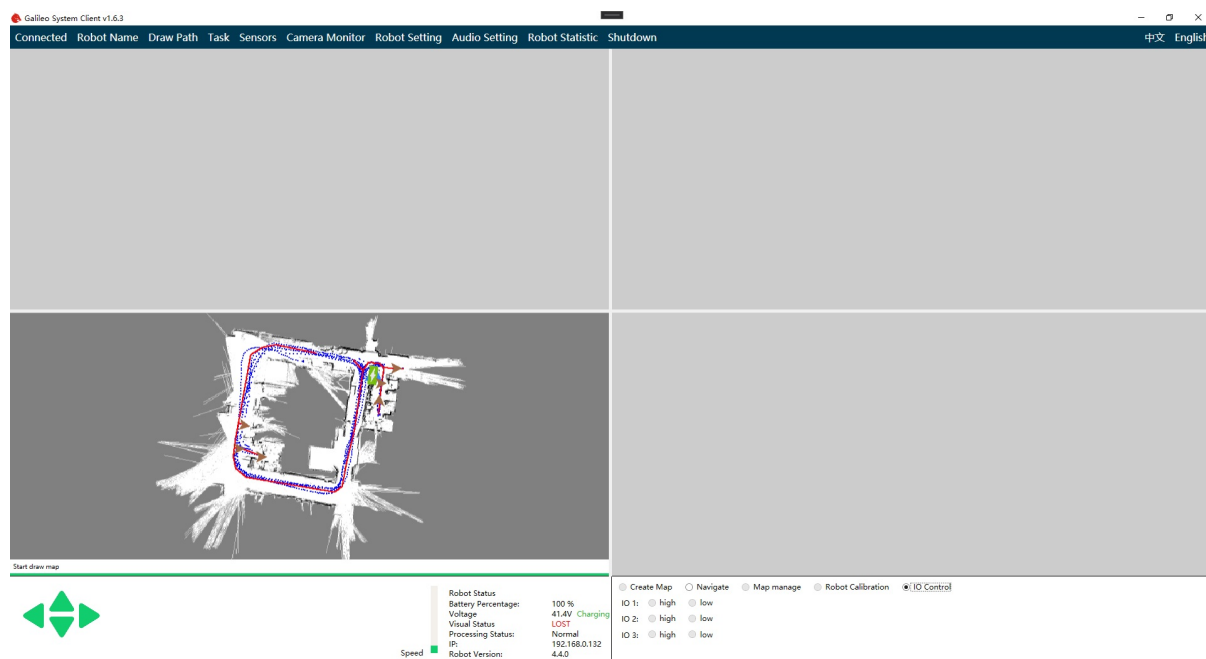 Galileo System Client v1.6.3
Connected Robot Name Draw Path Task Sensors Camera Monitor Robot Setting Audio Setting Robot Statistic Shutdown 中文 English
Start draw map
Create Map Navigate Map manage Robot Calibration IO Control
IO 1: high low
IO 2: high low
IO 3: high low
Robot Status
Battery Percentage: 100 %
Voltage 41.4V Charging
Visual Status LOST
Processing Status: Normal
IP: 192.168.0.132
Speed Robot Version: 4.4.0